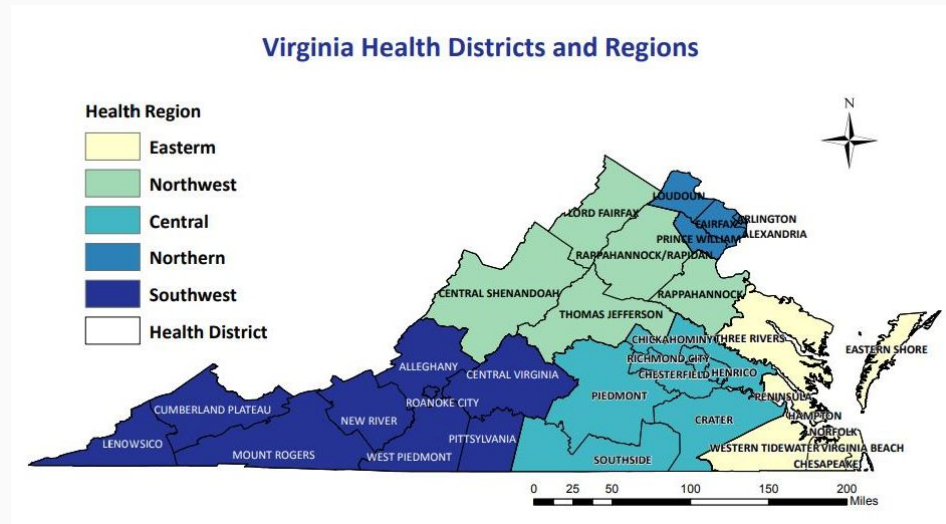 Virginia Health Districts and Regions
Health Region
Eastern
Northwest
Central
Northern
Southwest
Health District
N
LOUDOUN
LORD FAIRFAX
FAIRFAX
ARLINGTON
ALEXANDRIA
PRINCE WILLIAM
RAPPAHANNOCK/RAPIDAN
CENTRAL SHENANDOAH
RAPPAHANNOCK
THOMAS JEFFERSON
CHICKAHOMINY
THREE RIVERS
EASTERN SHORE
RICHMOND CITY
ALLEGHANY
CENTRAL VIRGINIA
CHESTERFIELD
HENRICO
PIEDMONT
PENINSULA
ROANOKE CITY
CUMBERLAND PLATEAU
NEW RIVER
CRATER
HAMPTON
NORFOLK
PITTSYLVANIA
LENOWISCO
MOUNT ROGERS
WEST PIEDMONT
SOUTHSIDE
WESTERN TIDEWATER
VIRGINIA BEACH
CHESAPEAKE
0 25 50 100 150 200
Miles